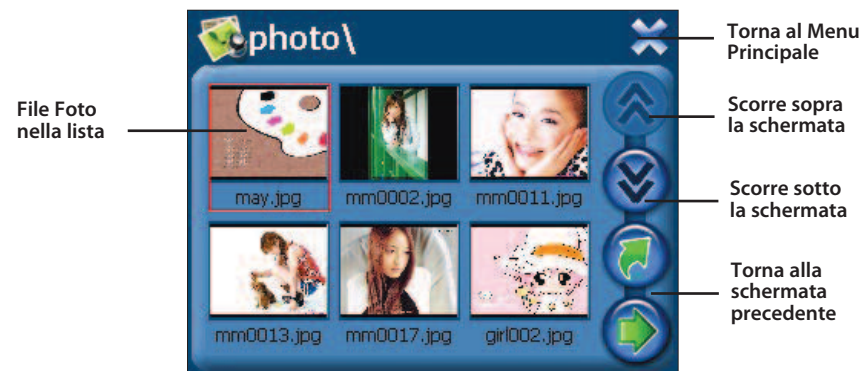 photo\
Torna al Menu
Principale
File Foto
nella lista
Scorre sopra
la schermata
may.jpg mm0002.jpg mm0011.jpg
Scorre sotto
la schermata
Torna alla
schermata
precedente
mm0013.jpg mm0017.jpg girl002.jpg